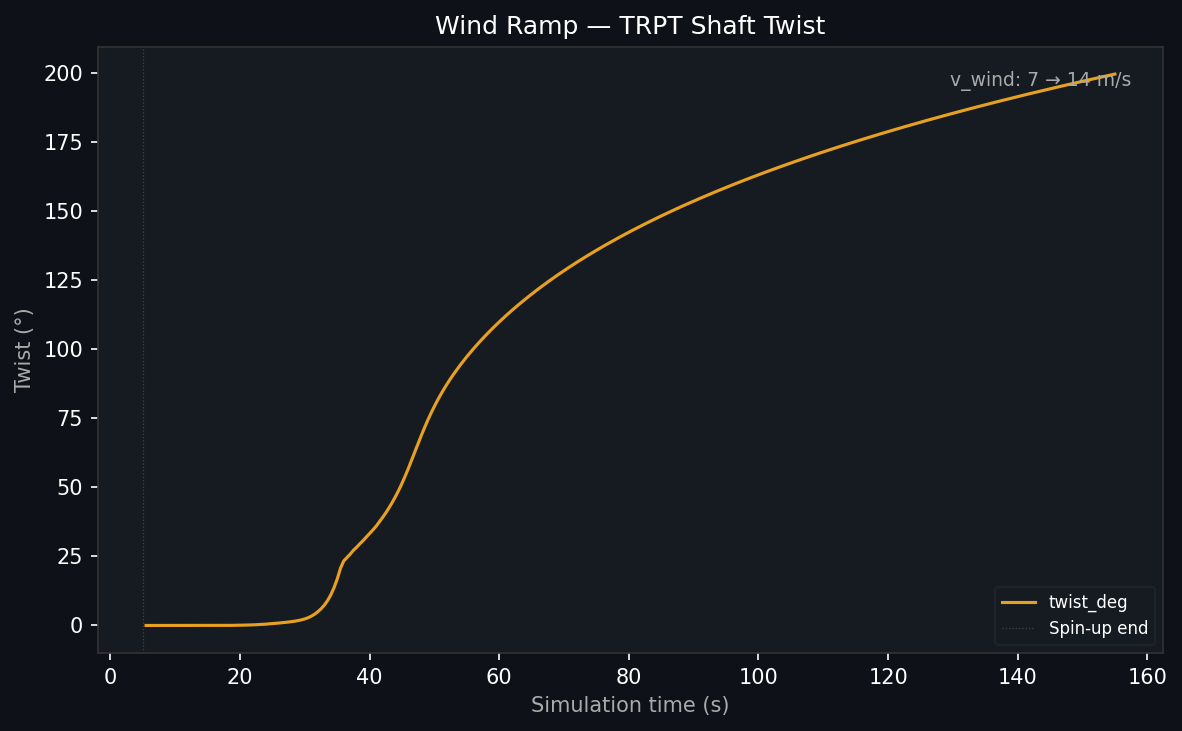 Wind Ramp — TRPT Shaft Twist
v_wind: 7 → 14 m/s
Twist (°)
200
175
150
125
100
75
50
25
0
twist_deg
Spin-up end
0 20 40 60 80 100 120 140 160
Simulation time (s)